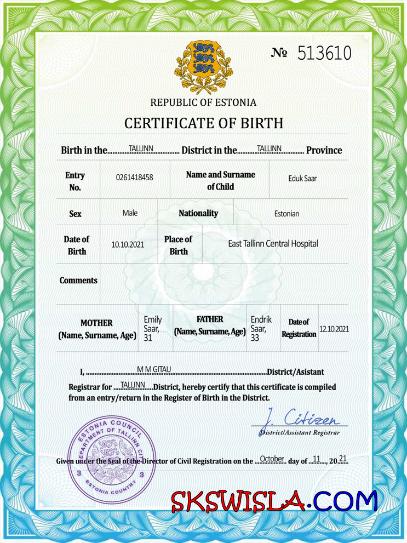 № 513610
REPUBLIC OF ESTONIA
CERTIFICATE OF BIRTH
Birth in the....TALLINN.... District in the....TALLINN.... Province
Entry No. 0261418458 Name and Surname of Child Eduk Saar
Sex Male Nationality Estonian
Date of Birth 10.10.2021 Place of Birth East Tallinn Central Hospital
Comments
MOTHER (Name, Surname, Age) Emily Saar, 31 FATHER (Name, Surname, Age) Endrik Saar, 33 Date of Registration 12.10.2021
I, ....M M GITAU....District/Asistant
Registrar for ..TALLINN..District, hereby certify that this certificate is compiled
from an entry/return in the Register of Birth in the District.
J. Citizen
District/Assistant Registrar
ESTONIA COUNCIL
DEPARTMENT OF TALLINN CITY
ESTONIA COUNTRY
Given under the Seal of the Director of Civil Registration on the ..October.. day of ..11.., 20.21
SKSWISLA.COM